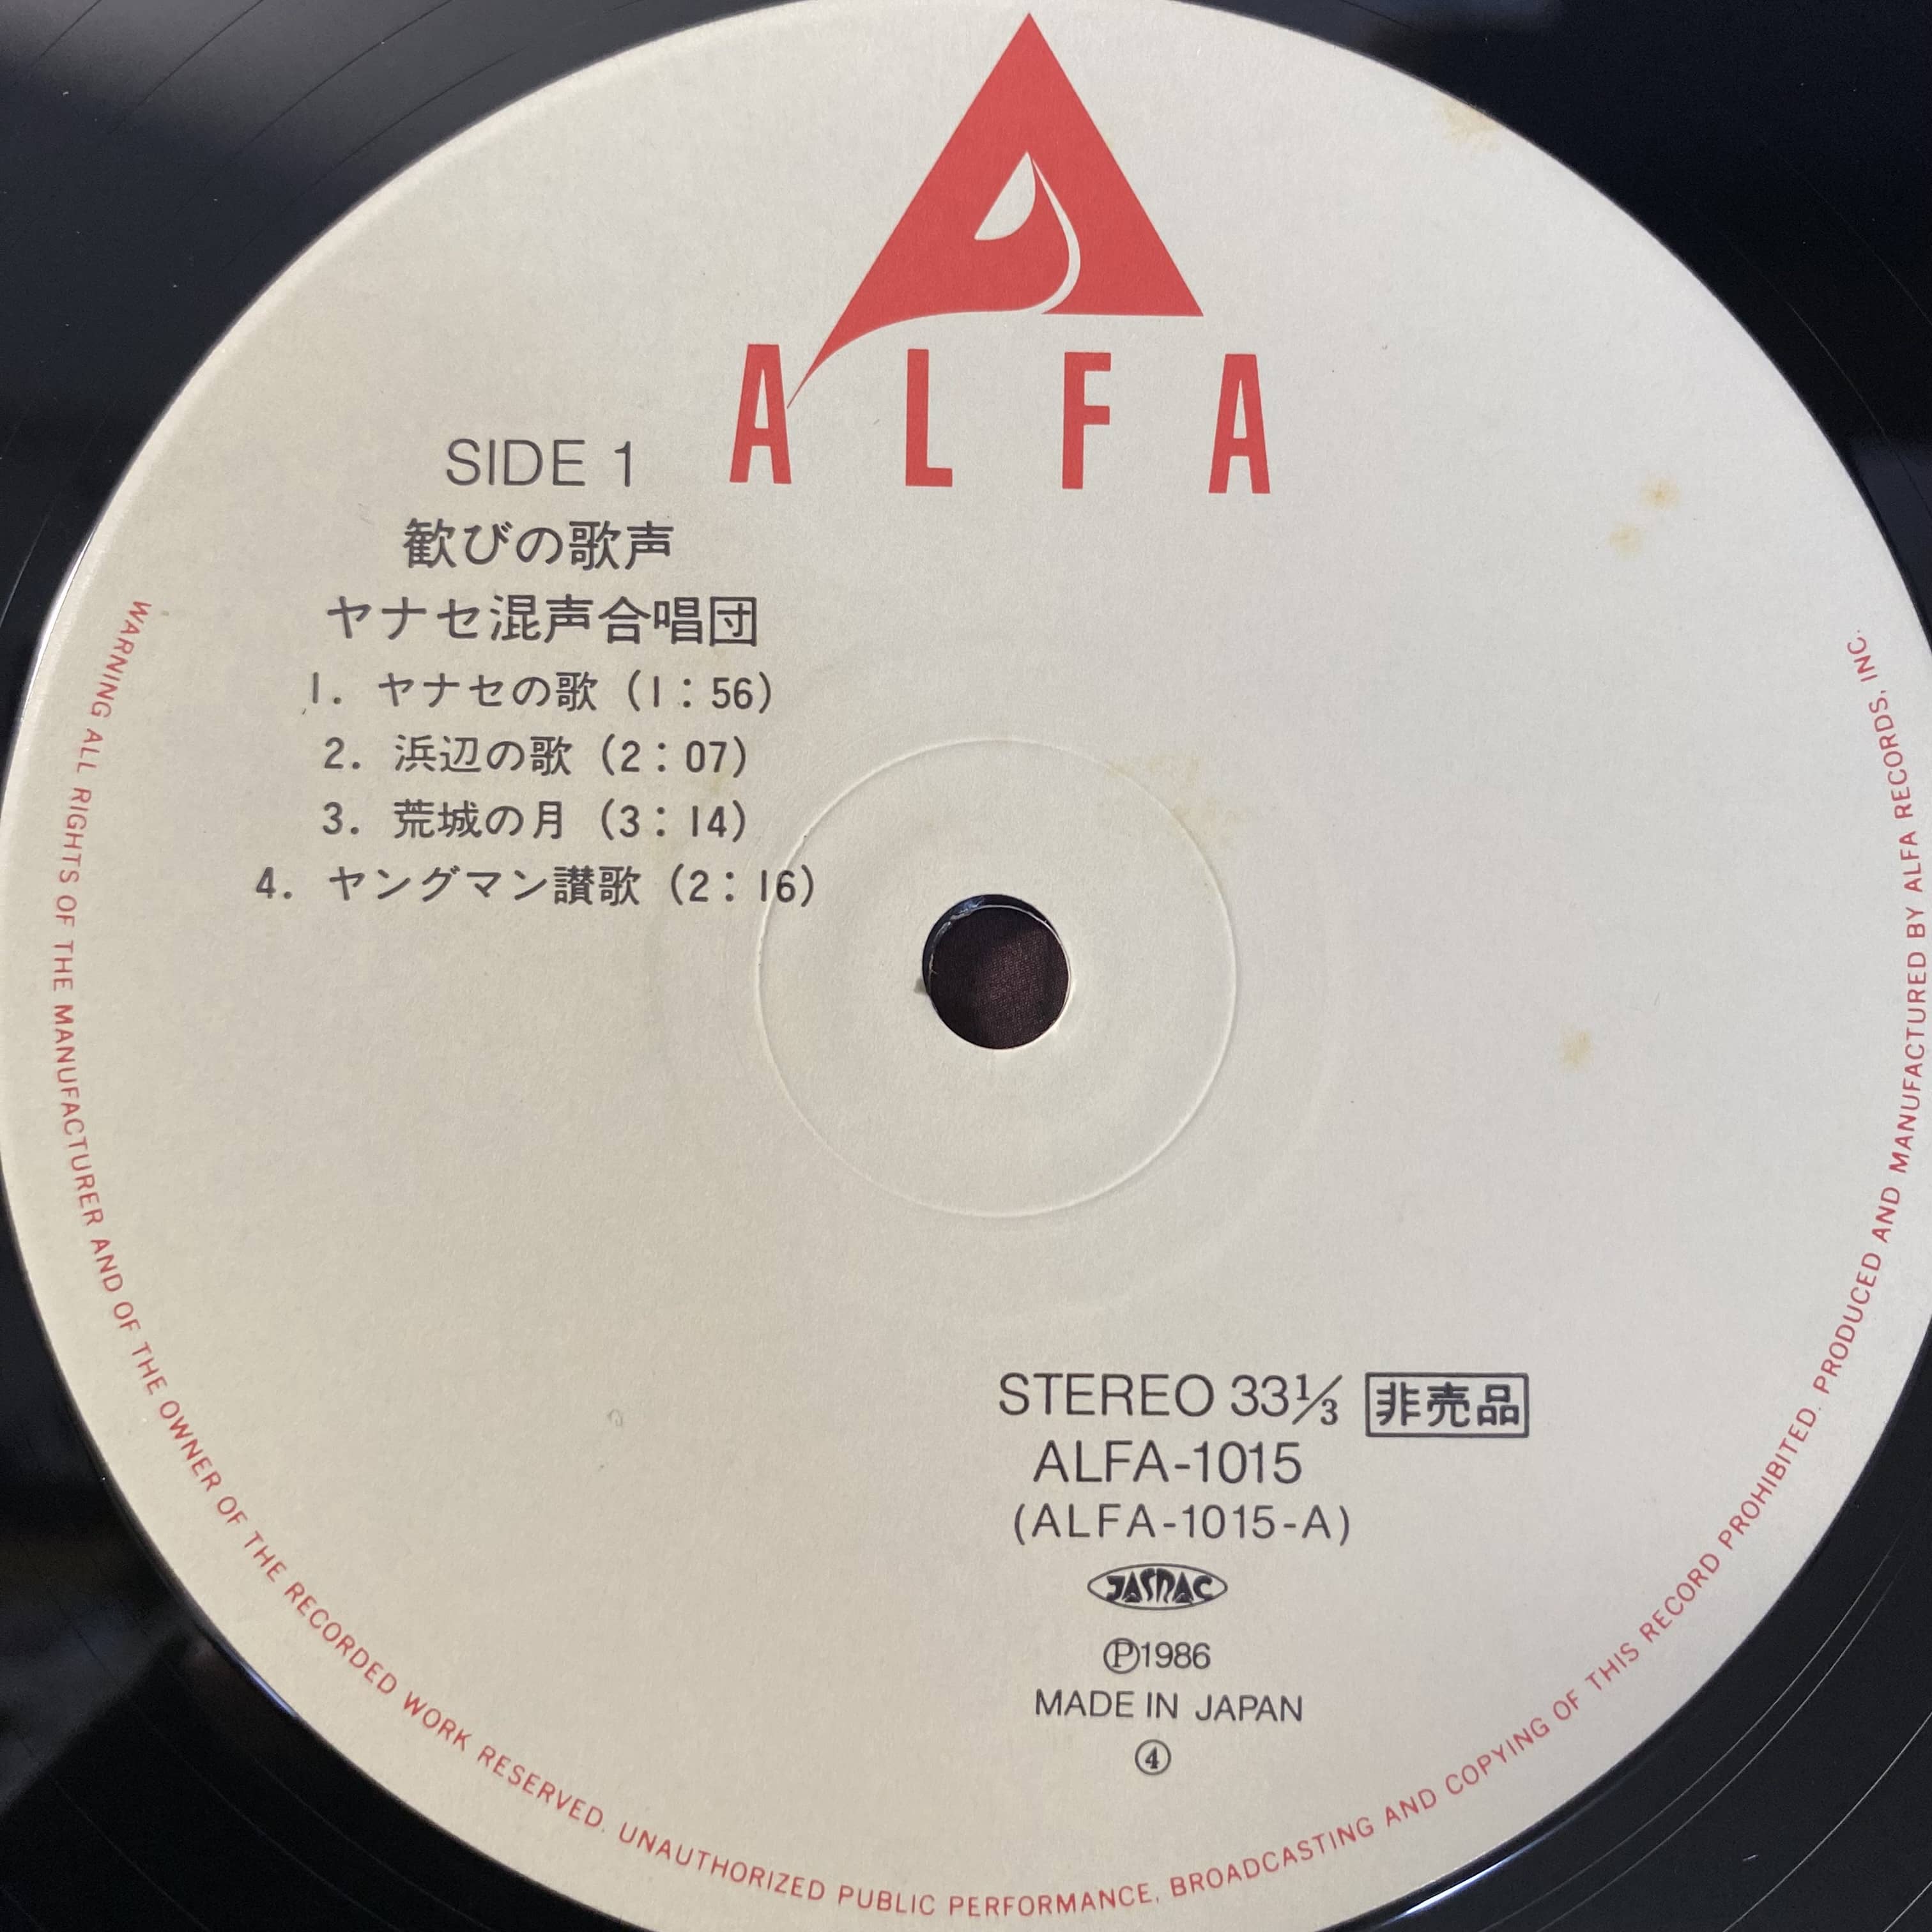 ALFA
SIDE 1
歓びの歌声
ヤナセ混声合唱団
1. ヤナセの歌 (1:56)
2. 浜辺の歌 (2:07)
3. 荒城の月 (3:14)
4. ヤングマン讃歌 (2:16)
STEREO 33⅓ 非売品
ALFA-1015
(ALFA-1015-A)
JASRAC
Ⓟ1986
MADE IN JAPAN
④
WARNING ALL RIGHTS OF THE MANUFACTURER AND OF THE OWNER OF THE RECORDED WORK RESERVED. UNAUTHORIZED PUBLIC PERFORMANCE, BROADCASTING AND COPYING OF THIS RECORD PROHIBITED. PRODUCED AND MANUFACTURED BY ALFA RECORDS, INC.